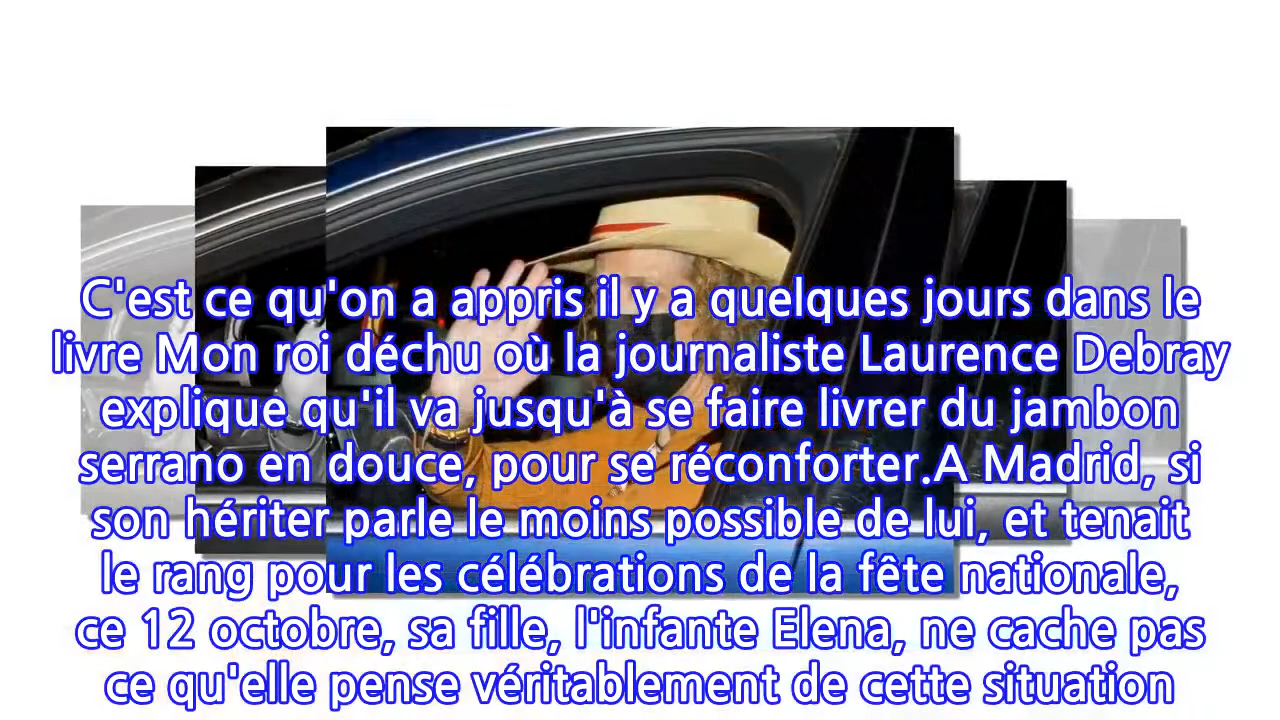 C'est ce qu'on a appris il y a quelques jours dans le
livre Mon roi déchu où la journaliste Laurence Debray
explique qu'il va jusqu'à se faire livrer du jambon
serrano en douce, pour se réconforter.A Madrid, si
son hériter parle le moins possible de lui, et tenait
le rang pour les célébrations de la fête nationale,
ce 12 octobre, sa fille, l'infante Elena, ne cache pas
ce qu'elle pense véritablement de cette situation